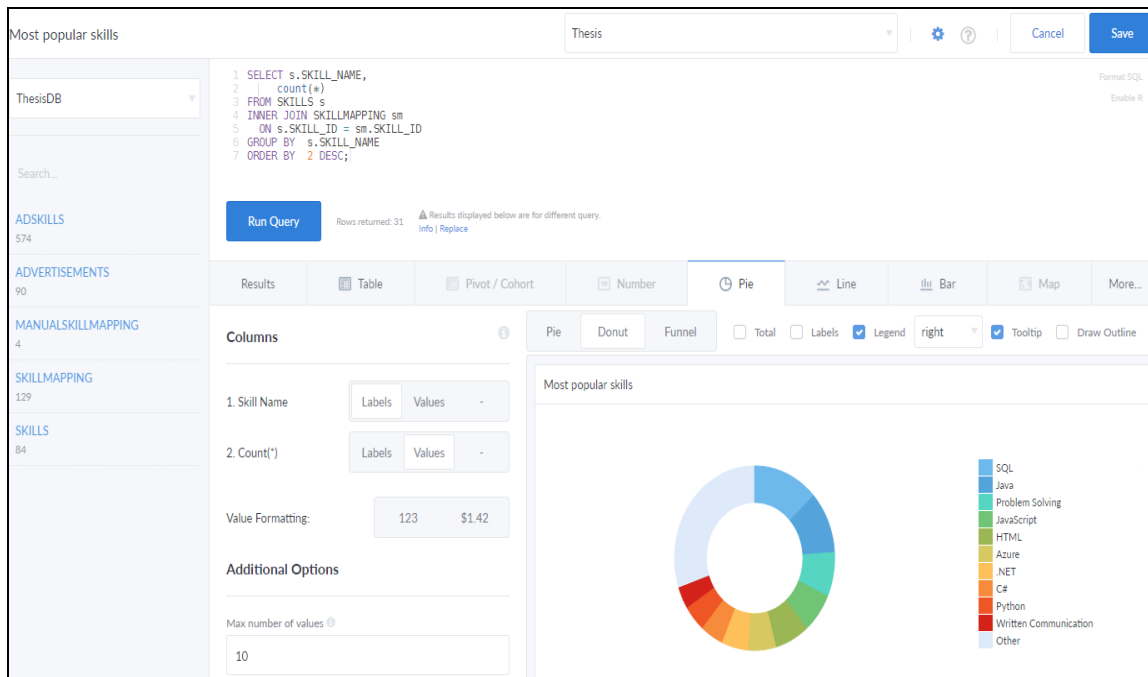 Most popular skills
Thesis
Cancel
Save
ThesisDB
Search...
ADSKILLS
574
ADVERTISEMENTS
90
MANUALSKILLMAPPING
4
SKILLMAPPING
129
SKILLS
84
1 SELECT s.SKILL_NAME,
2 count(*)
3 FROM SKILLS s
4 INNER JOIN SKILLMAPPING sm
5 ON s.SKILL_ID = sm.SKILL_ID
6 GROUP BY s.SKILL_NAME
7 ORDER BY 2 DESC;
Format SQL
Enable R
Run Query
Rows returned: 31
Results displayed below are for different query.
Info | Replace
Results
Table
Pivot / Cohort
Number
Pie
Line
Bar
Map
More...
Columns
1. Skill Name
Labels Values -
2. Count(*)
Labels Values -
Value Formatting:
123 $1.42
Additional Options
Max number of values
10
Pie Donut Funnel
Total Labels Legend right Tooltip Draw Outline
Most popular skills
SQL
Java
Problem Solving
JavaScript
HTML
Azure
.NET
C#
Python
Written Communication
Other